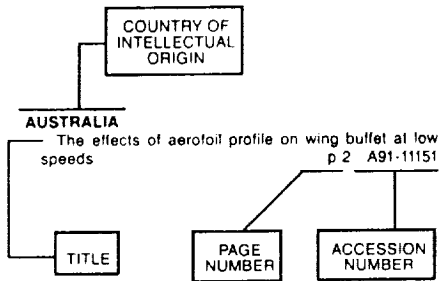 COUNTRY OF
INTELLECTUAL
ORIGIN
AUSTRALIA
The effects of aerofoil profile on wing buffet at low
speeds
p 2 A91-11151
TITLE
PAGE
NUMBER
ACCESSION
NUMBER